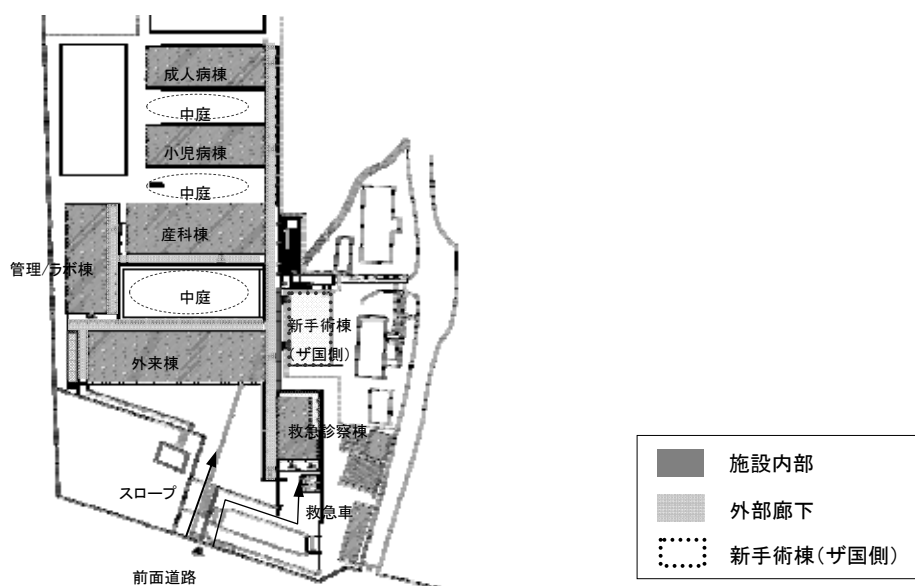 成人病棟
中庭
小児病棟
中庭
産科棟
管理/ラボ棟
中庭
新手術棟
(ザ国側)
外来棟
救急診察棟
スロープ
救急車
前面道路
施設内部
外部廊下
新手術棟(ザ国側)